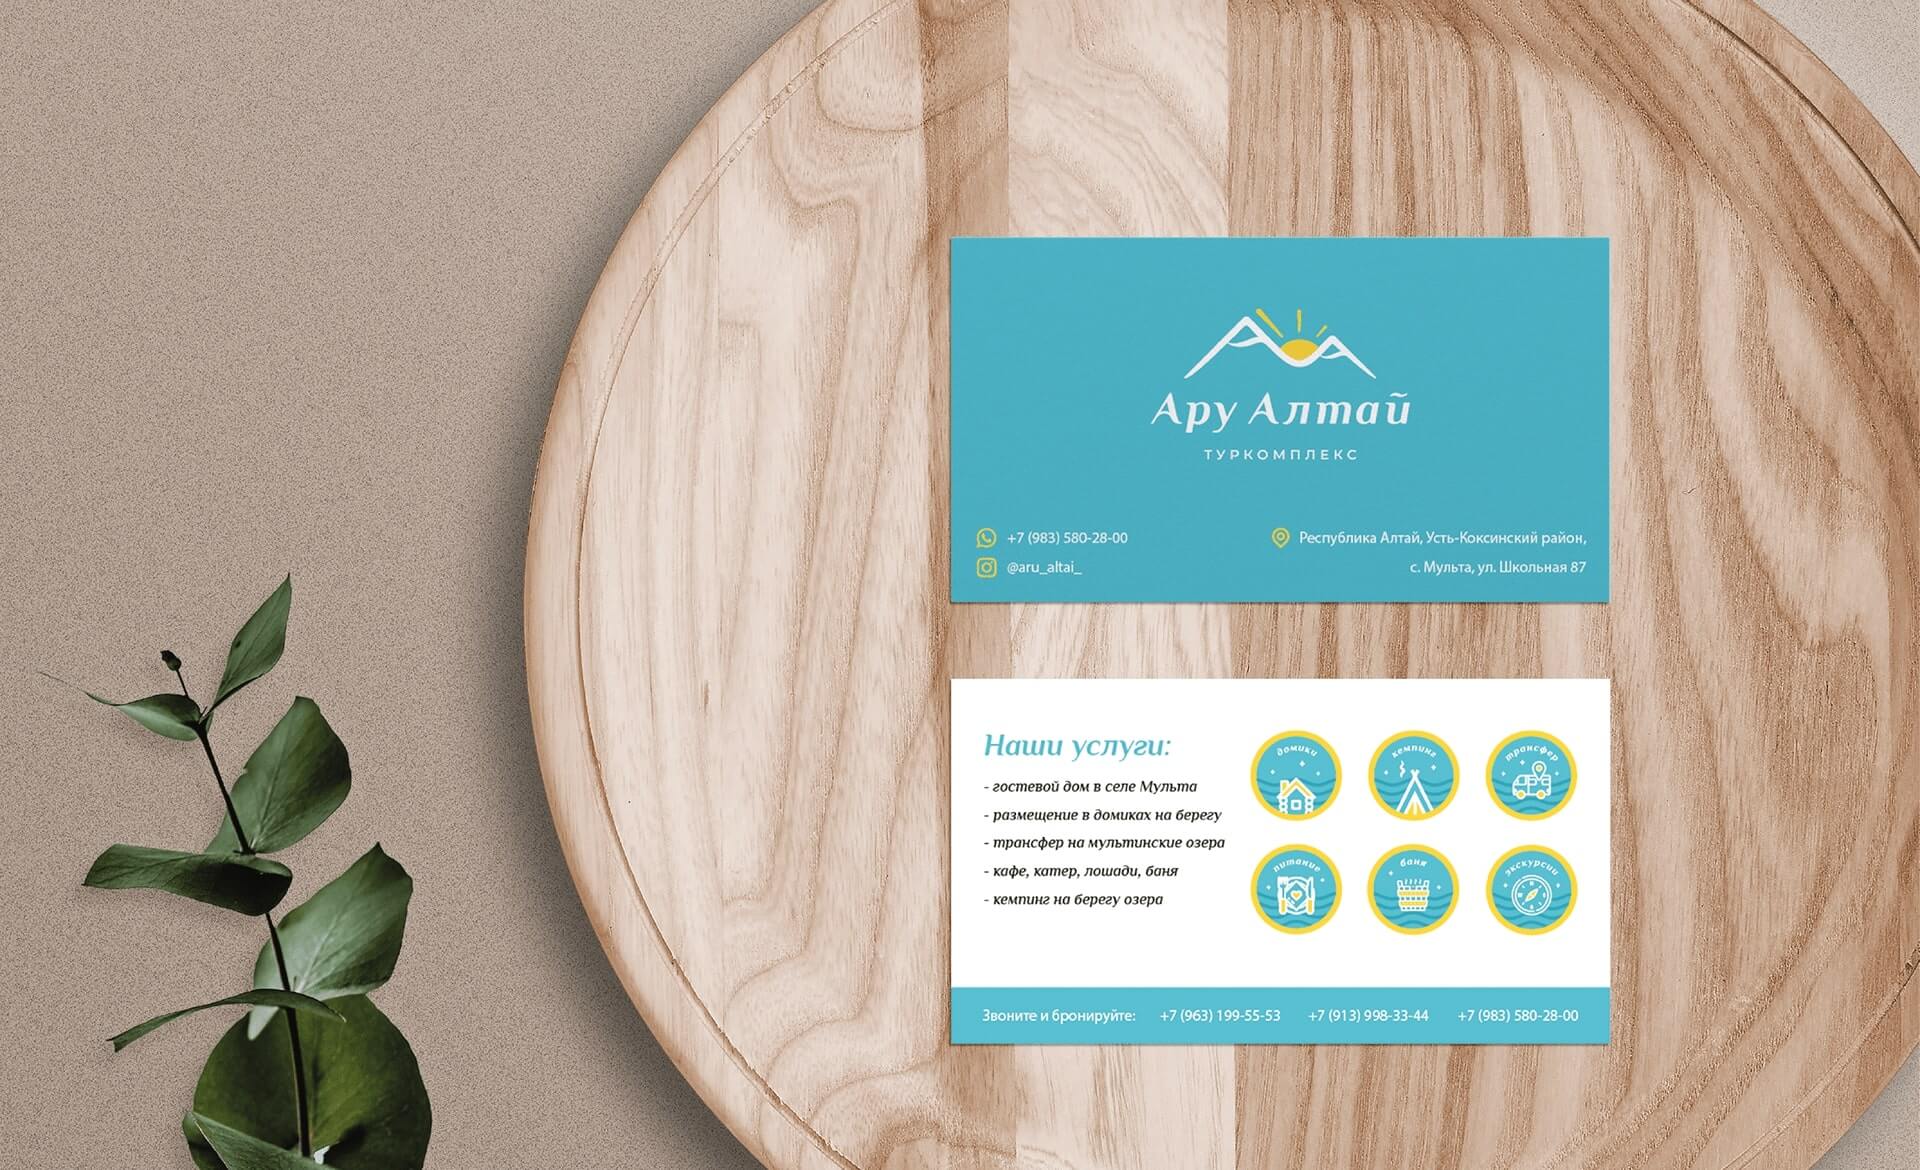 Ару Алтай
ТУРКОМПЛЕКС
+7 (983) 580-28-00
@aru_altai_
Республика Алтай, Усть-Коксинский район,
с. Мульта, ул. Школьная 87
Наши услуги:
- гостевой дом в селе Мульта
- размещение в домиках на берегу
- трансфер на мультинские озера
- кафе, катер, лошади, баня
- кемпинг на берегу озера
домики
кемпинг
трансфер
питание
баня
экскурсии
Звоните и бронируйте: +7 (963) 199-55-53 +7 (913) 998-33-44 +7 (983) 580-28-00